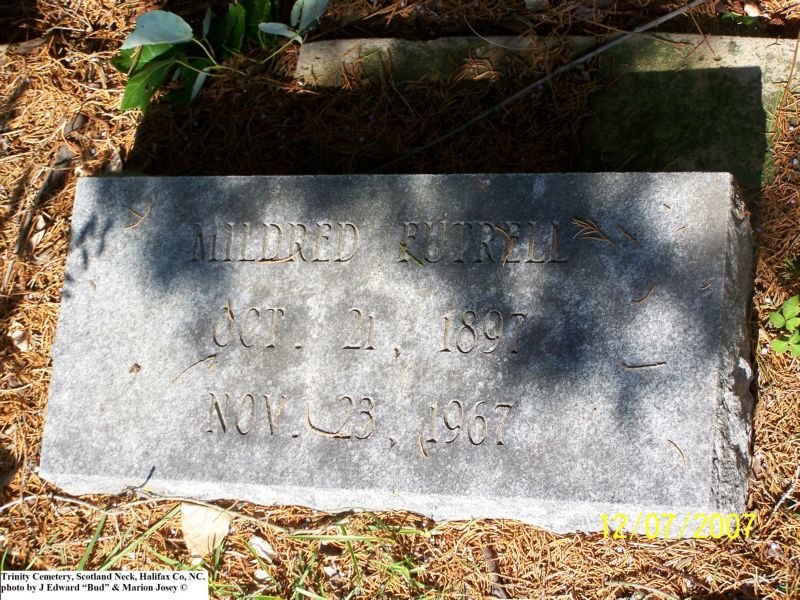 MILDRED FUTRELL
OCT. 21, 1897
NOV. 23, 1967
12/07/2007
Trinity Cemetery, Scotland Neck, Halifax Co, NC.
photo by J Edward “Bud” & Marion Josey ©